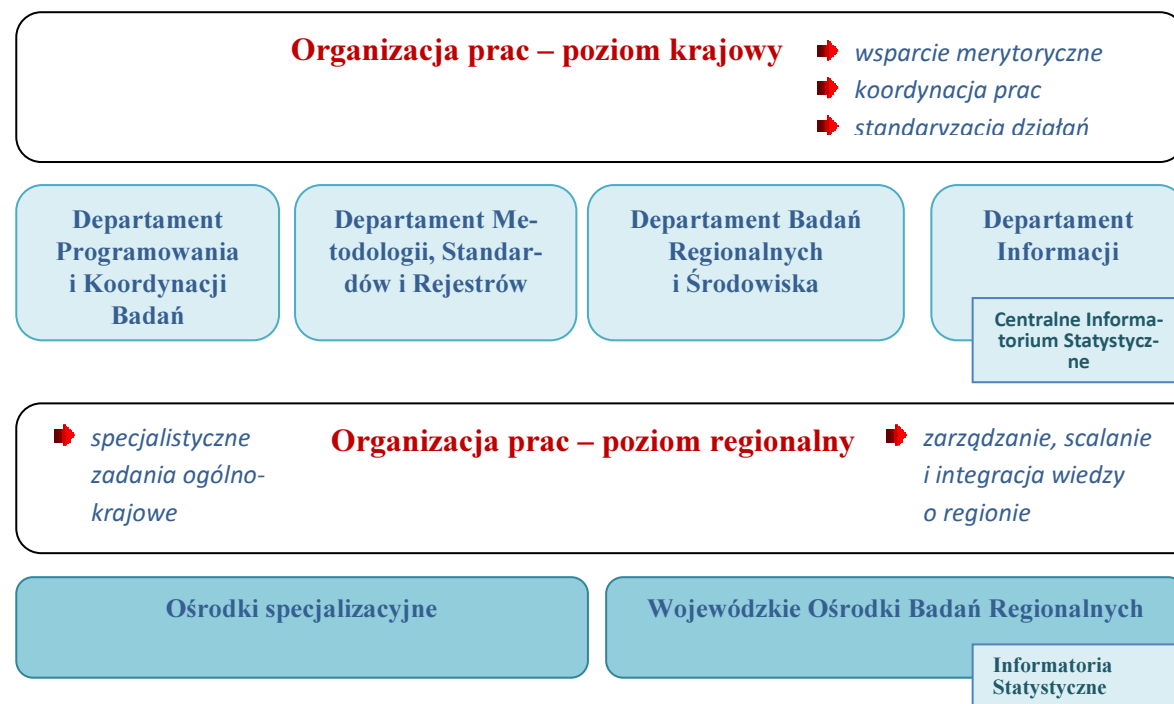 Organizacja prac – poziom krajowy
wsparcie merytoryczne
koordynacja prac
standaryzacja działań
Departament
Programowania
i Koordynacji
Badań
Departament Me-
todologii, Standar-
dów i Rejestrów
Departament Badań
Regionalnych
i Środowiska
Departament
Informacji
Centralne Informa-
torium Statystycz-
ne
specjalistyczne
zadania ogólno-
krajowe
Organizacja prac – poziom regionalny
zarządzanie, scalanie
i integracja wiedzy
o regionie
Ośrodki specjalizacyjne
Wojewódzkie Ośrodki Badań Regionalnych
Informatoria
Statystyczne